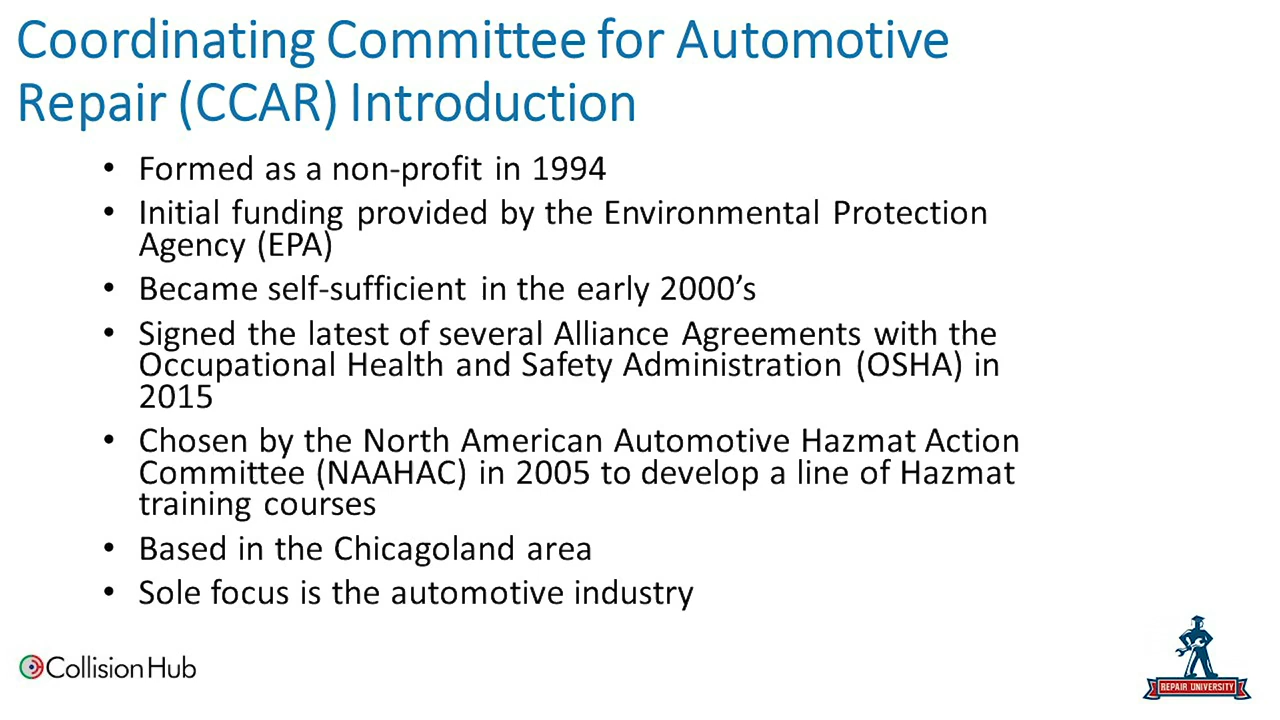 Coordinating Committee for Automotive
Repair (CCAR) Introduction
• Formed as a non-profit in 1994
• Initial funding provided by the Environmental Protection
Agency (EPA)
• Became self-sufficient in the early 2000’s
• Signed the latest of several Alliance Agreements with the
Occupational Health and Safety Administration (OSHA) in
2015
• Chosen by the North American Automotive Hazmat Action
Committee (NAAHAC) in 2005 to develop a line of Hazmat
training courses
• Based in the Chicagoland area
• Sole focus is the automotive industry
Collision Hub
REPAIR UNIVERSITY